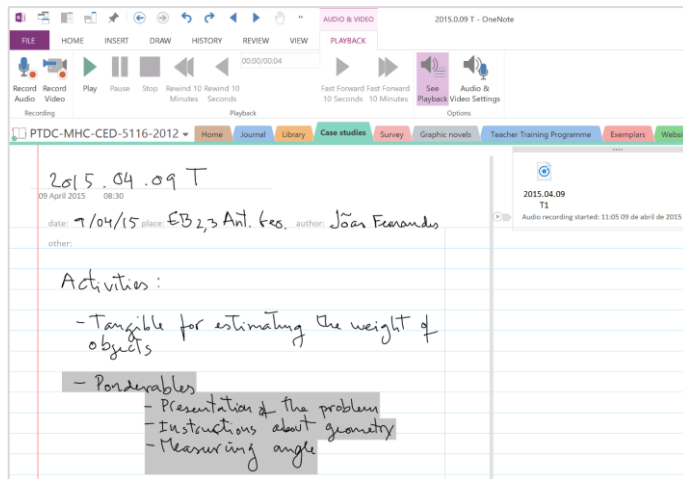 AUDIO & VIDEO
2015.0.09 T - OneNote
FILE HOME INSERT DRAW HISTORY REVIEW VIEW PLAYBACK
00:00/00:04
Record Audio
Record Video
Play
Pause
Stop
Rewind 10 Minutes
Rewind 10 Seconds
Fast Forward 10 Seconds
Fast Forward 10 Minutes
See Playback
Audio & Video Settings
Recording Playback Options
PTDC-MHC-CED-5116-2012 Home Journal Library Case studies Survey Graphic novels Teacher Training Programme Exemplars Websi
2015.04.09 T
09 April 2015 08:30
date: 9/04/15 place: EB 2,3 Ant. author: João Fernandes
other:
Activities:
- Tangible for estimating the weight of
objects
- Ponderables
- Presentation of the problem
- Instructions about geometry
- Measuring angle
2015.04.09
T1
Audio recording started: 11:05 09 de abril de 2015